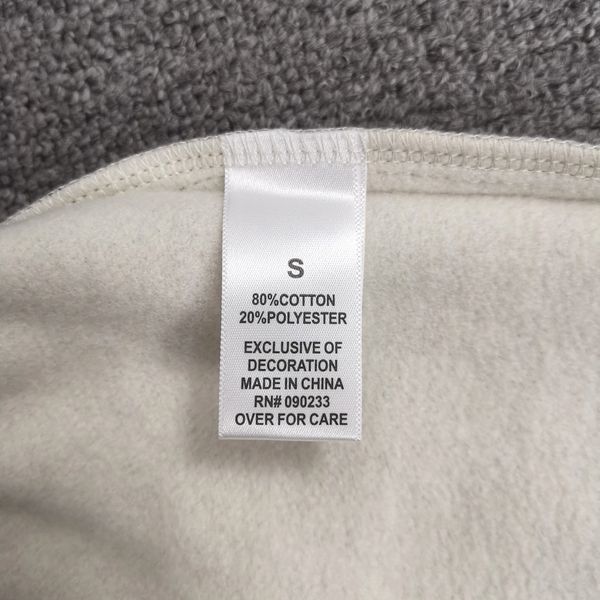 S
80%COTTON
20%POLYESTER
EXCLUSIVE OF
DECORATION
MADE IN CHINA
RN# 090233
OVER FOR CARE